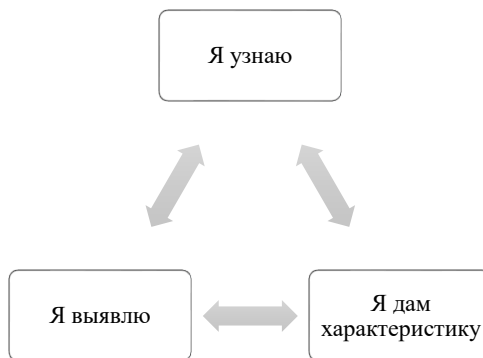 Я узнаю
Я выявлю
Я дам
характеристику